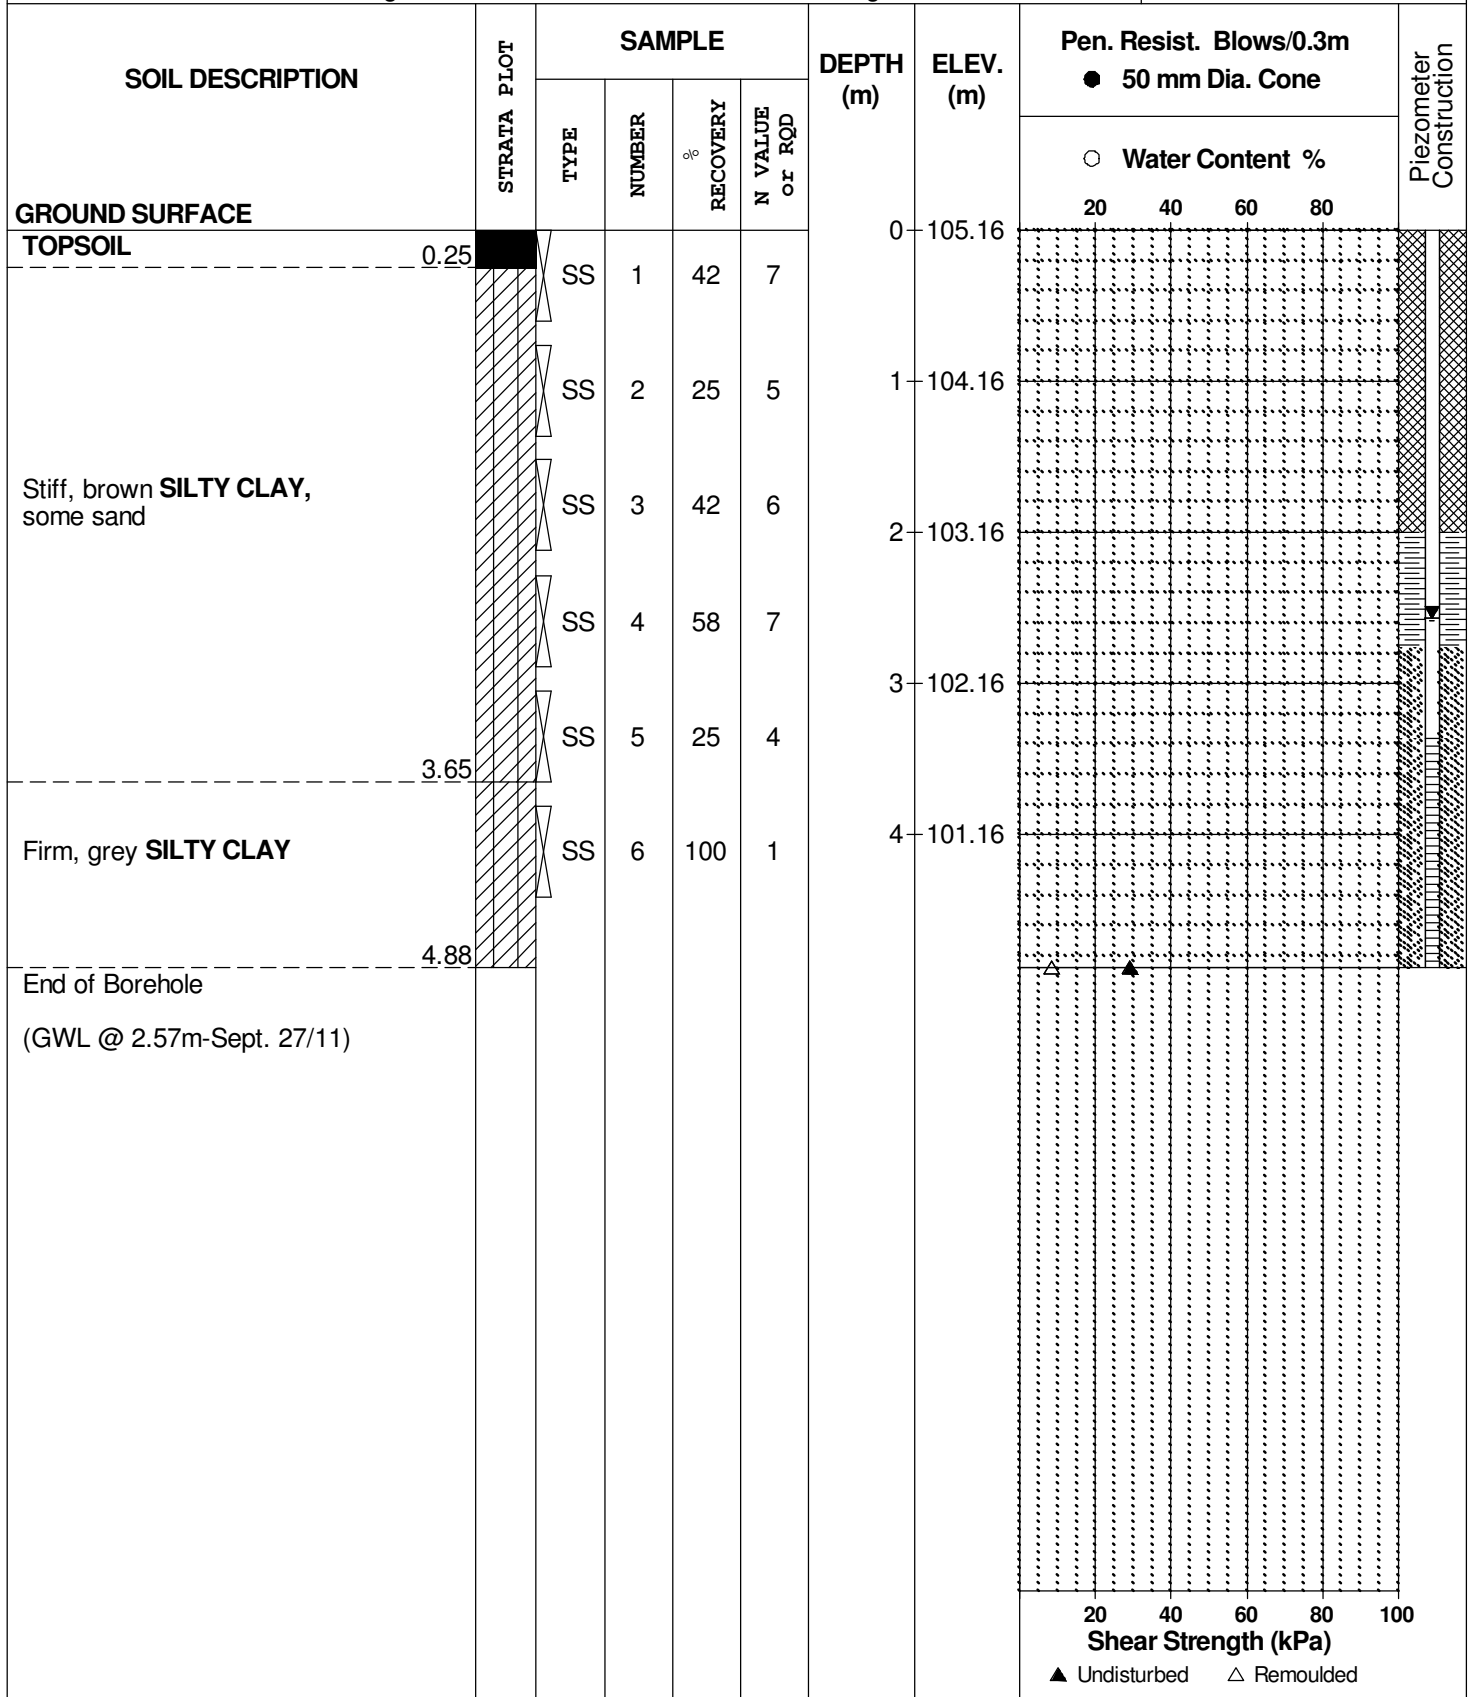 SOIL DESCRIPTION
STRATA PLOT
SAMPLE
TYPE
NUMBER
% RECOVERY
N VALUE or RQD
DEPTH (m)
ELEV. (m)
Pen. Resist. Blows/0.3m
● 50 mm Dia. Cone
○ Water Content %
Piezometer Construction
20 40 60 80
GROUND SURFACE
0 105.16
TOPSOIL
0.25
SS 1 42 7
1 104.16
SS 2 25 5
Stiff, brown SILTY CLAY,
some sand
SS 3 42 6
2 103.16
SS 4 58 7
3 102.16
SS 5 25 4
3.65
4 101.16
Firm, grey SILTY CLAY
SS 6 100 1
4.88
End of Borehole
(GWL @ 2.57m-Sept. 27/11)
20 40 60 80 100
Shear Strength (kPa)
▲ Undisturbed △ Remoulded